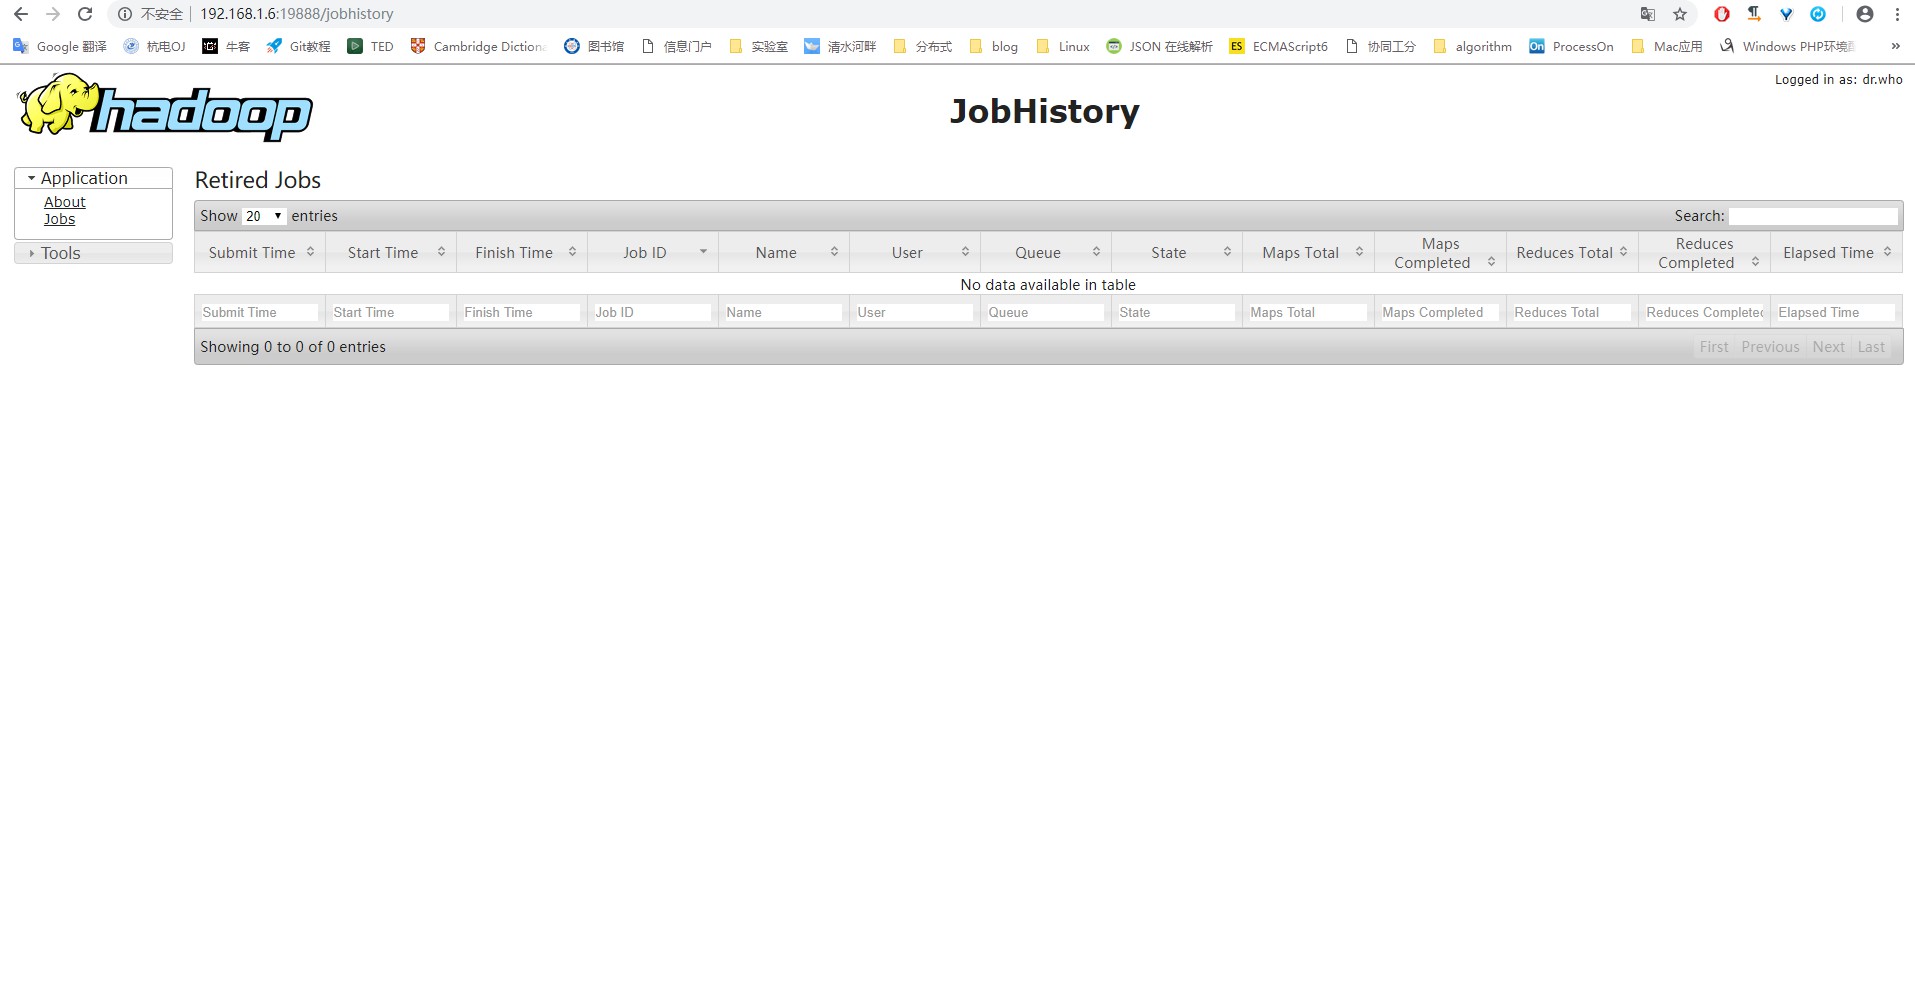 不安全 192.168.1.6:19888/jobhistory
Google 翻译 杭电OJ 牛客 Git教程 TED Cambridge Dictiona 图书馆 信息门户 实验室 清水河畔 分布式 blog Linux JSON 在线解析 ES ECMAScript6 协同工分 algorithm On ProcessOn Mac应用 Windows PHP环境 »
Logged in as: dr.who
hadoop
JobHistory
Application
About
Jobs
Tools
Retired Jobs
Show 20 entries Search:
Submit Time Start Time Finish Time Job ID Name User Queue State Maps Total Maps Completed Reduces Total Reduces Completed Elapsed Time
No data available in table
Submit Time Start Time Finish Time Job ID Name User Queue State Maps Total Maps Completed Reduces Total Reduces Completed Elapsed Time
Showing 0 to 0 of 0 entries First Previous Next Last